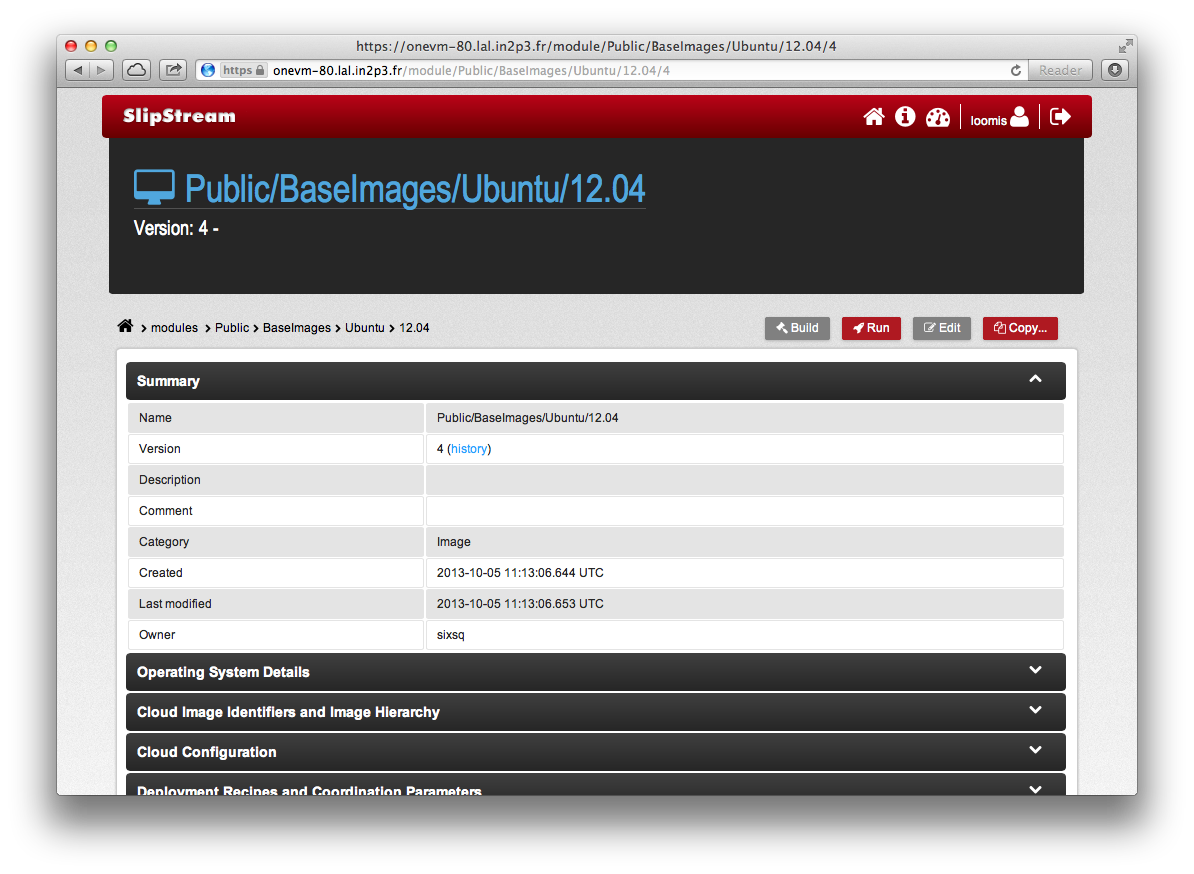 https://onevm-80.lal.in2p3.fr/module/Public/BaseImages/Ubuntu/12.04/4
https onevm-80.lal.in2p3.fr/module/Public/BaseImages/Ubuntu/12.04/4 Reader
SlipStream loomis
Public/BaseImages/Ubuntu/12.04
Version: 4 -
modules Public BaseImages Ubuntu 12.04 Build Run Edit Copy...
Summary
Name Public/BaseImages/Ubuntu/12.04
Version 4 (history)
Description
Comment
Category Image
Created 2013-10-05 11:13:06.644 UTC
Last modified 2013-10-05 11:13:06.653 UTC
Owner sixsq
Operating System Details
Cloud Image Identifiers and Image Hierarchy
Cloud Configuration
Deployment Recipes and Coordination Parameters